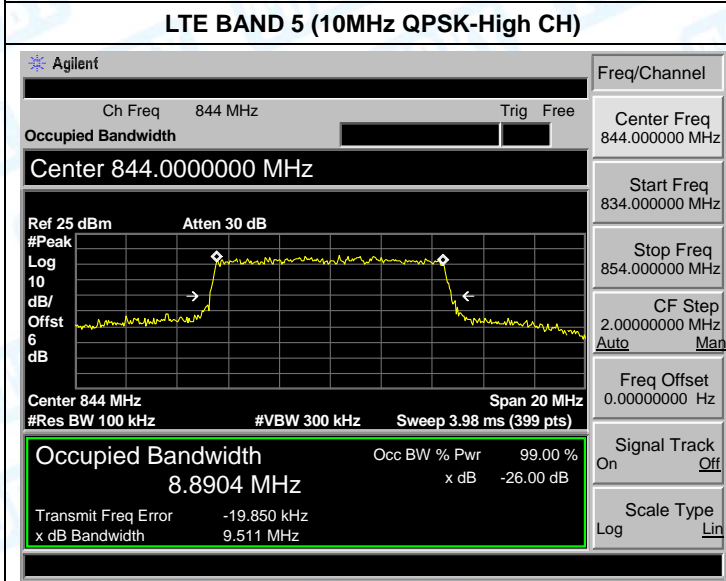 LTE BAND 5 (10MHz QPSK-High CH)
Agilent
Freq/Channel
Ch Freq 844 MHz Trig Free
Occupied Bandwidth
Center 844.0000000 MHz
Ref 25 dBm Atten 30 dB
#Peak
Log
10
dB/
Offst
6
dB
Center 844 MHz Span 20 MHz
#Res BW 100 kHz #VBW 300 kHz Sweep 3.98 ms (399 pts)
Occupied Bandwidth Occ BW % Pwr 99.00 %
8.8904 MHz x dB -26.00 dB
Transmit Freq Error -19.850 kHz
x dB Bandwidth 9.511 MHz
Center Freq
844.000000 MHz
Start Freq
834.000000 MHz
Stop Freq
854.000000 MHz
CF Step
2.00000000 MHz
Auto Man
Freq Offset
0.00000000 Hz
Signal Track
On Off
Scale Type
Log Lin